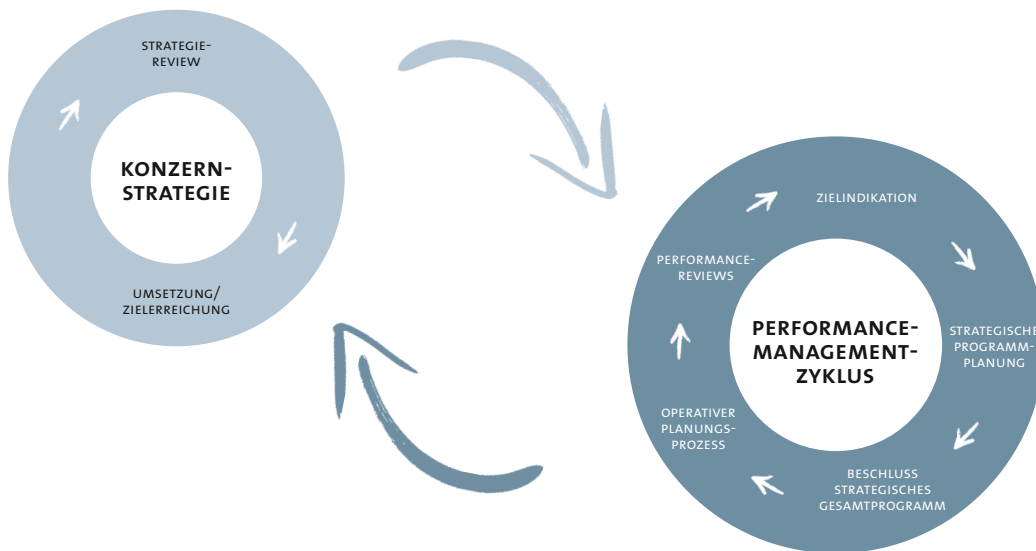 STRATEGIE-
REVIEW
KONZERN-
STRATEGIE
UMSETZUNG/
ZIELERREICHUNG
ZIELINDIKATION
PERFORMANCE-
REVIEWS
STRATEGISCHE
PROGRAMM-
PLANUNG
PERFORMANCE-
MANAGEMENT-
ZYKLUS
OPERATIVER
PLANUNGS-
PROZESS
BESCHLUSS
STRATEGISCHES
GESAMTPROGRAMM